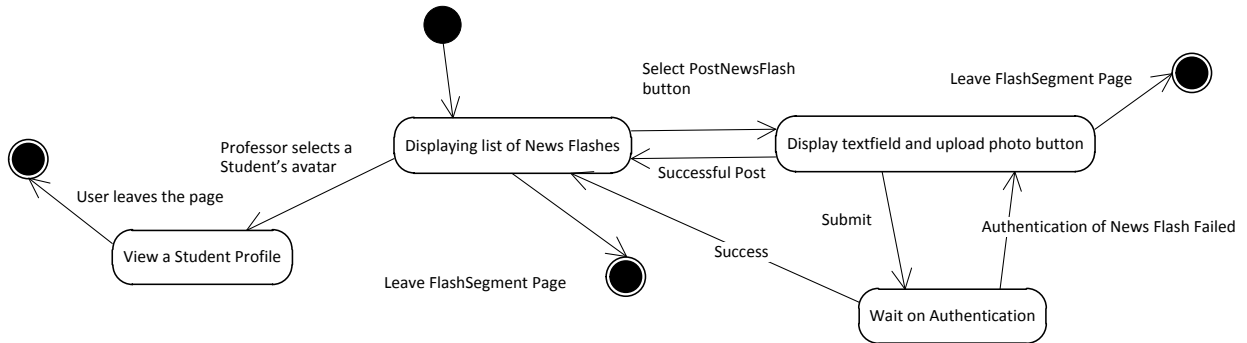 Select PostNewsFlash
button
Leave FlashSegment Page
Professor selects a
Student's avatar
Displaying list of News Flashes
Display textfield and upload photo button
Successful Post
User leaves the page
Submit
Authentication of News Flash Failed
View a Student Profile
Success
Leave FlashSegment Page
Wait on Authentication